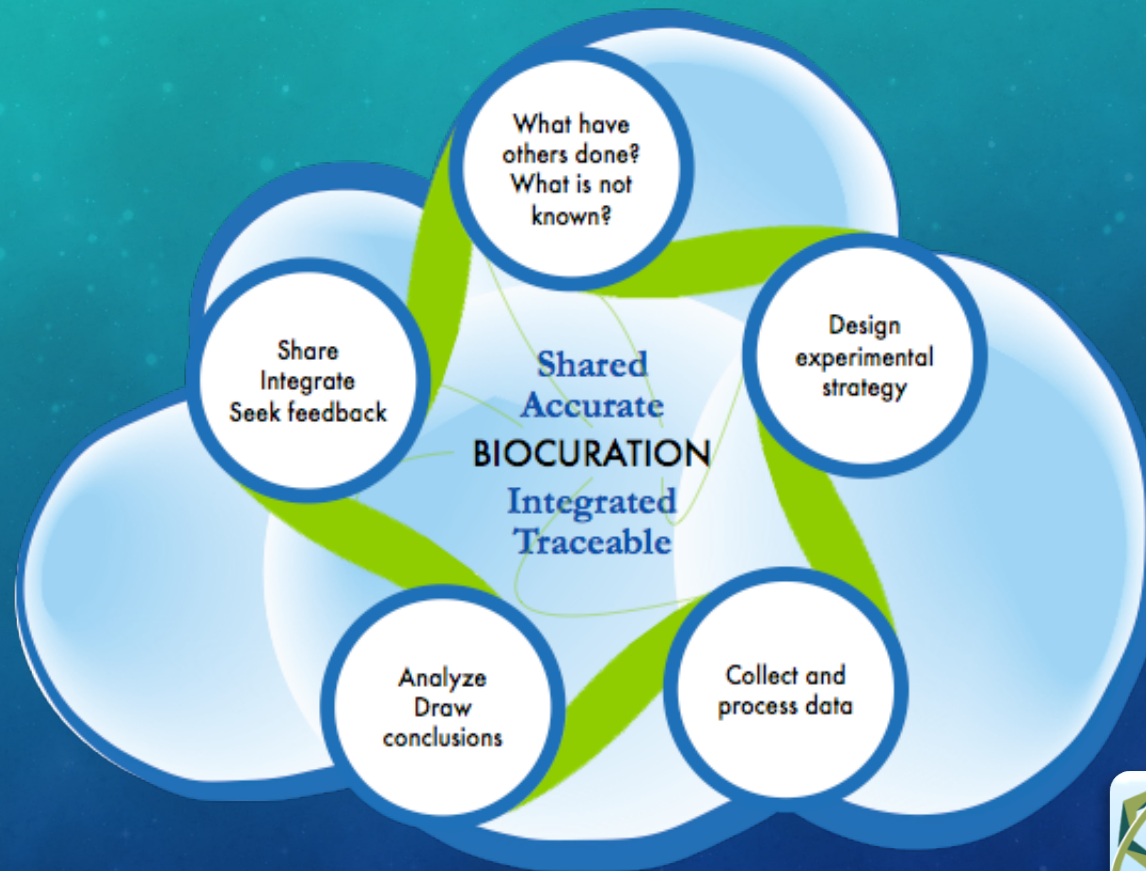 What have
others done?
What is not
known?
Design
experimental
strategy
Collect and
process data
Analyze
Draw
conclusions
Share
Integrate
Seek feedback
Shared
Accurate
BIOCURATION
Integrated
Traceable